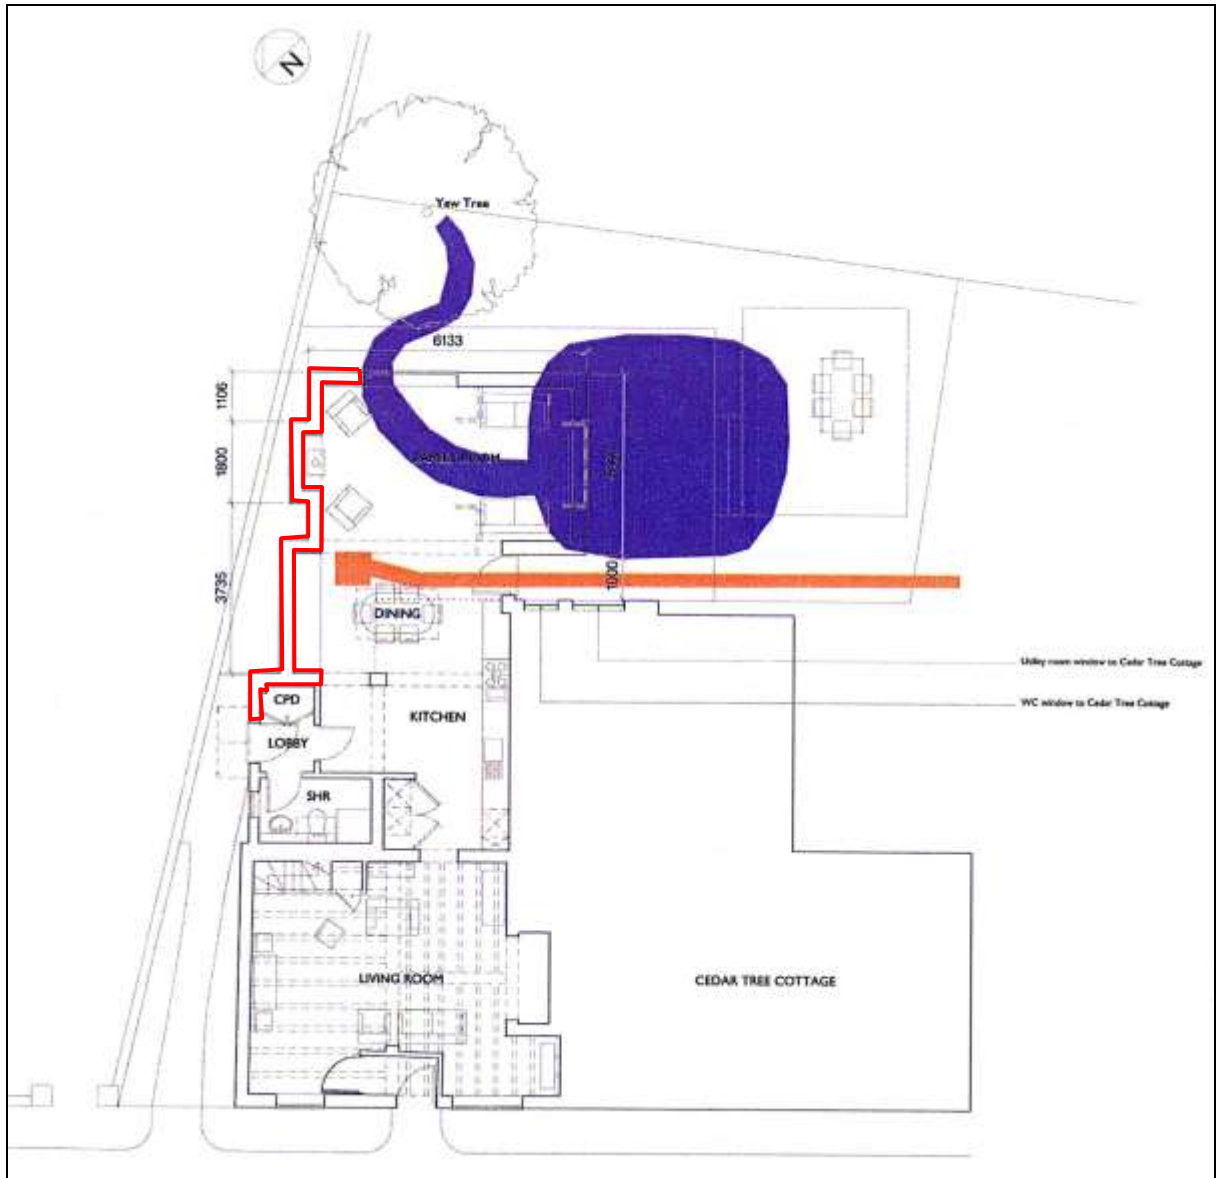 N
Yew Tree
6133
1106
1800
3735
1000
DINING
Utility room window to Cedar Tree Cottage
WC window to Cedar Tree Cottage
CPD
KITCHEN
LOBBY
SHR
LIVING ROOM
CEDAR TREE COTTAGE